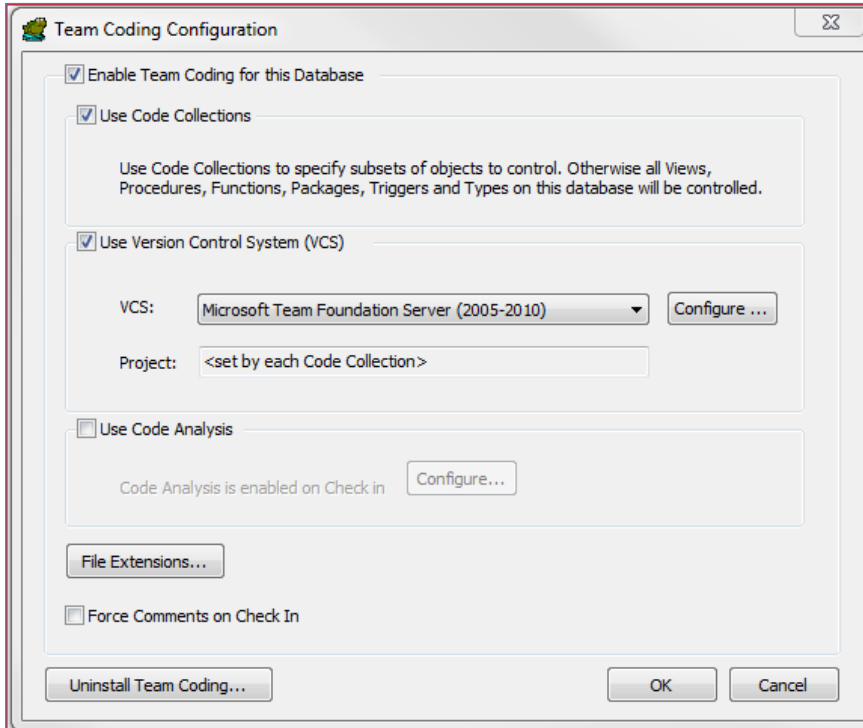 Team Coding Configuration
Enable Team Coding for this Database
Use Code Collections
Use Code Collections to specify subsets of objects to control. Otherwise all Views,
Procedures, Functions, Packages, Triggers and Types on this database will be controlled.
Use Version Control System (VCS)
VCS: Microsoft Team Foundation Server (2005-2010) Configure ...
Project: <set by each Code Collection>
Use Code Analysis
Code Analysis is enabled on Check in Configure...
File Extensions...
Force Comments on Check In
Uninstall Team Coding... OK Cancel